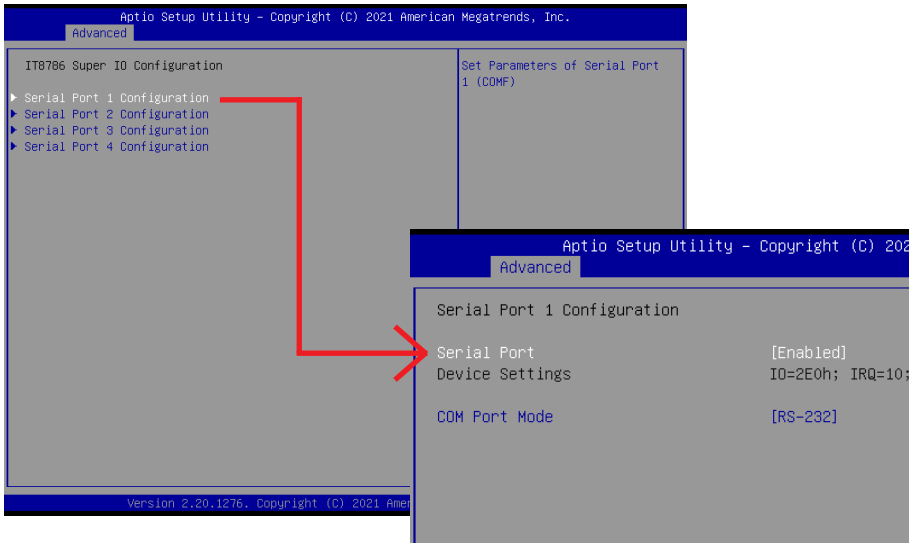 Aptio Setup Utility – Copyright (C) 2021 American Megatrends, Inc.
Advanced
IT8786 Super IO Configuration
Serial Port 1 Configuration
Serial Port 2 Configuration
Serial Port 3 Configuration
Serial Port 4 Configuration
Set Parameters of Serial Port
1 (COMF)
Version 2.20.1276. Copyright (C) 2021 Amer
Aptio Setup Utility – Copyright (C) 202
Advanced
Serial Port 1 Configuration
Serial Port [Enabled]
Device Settings IO=2E0h; IRQ=10;
COM Port Mode [RS-232]